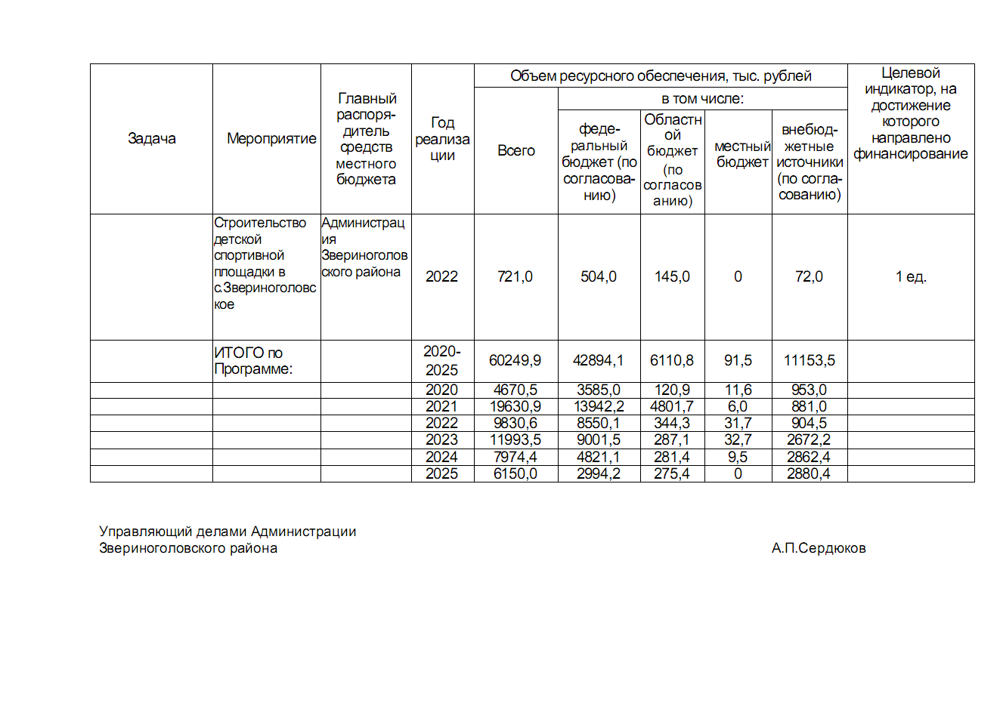 Задача
Мероприятие
Главный
распоря-
дитель
средств
местного
бюджета
Год
реализа
ции
Объем ресурсного обеспечения, тыс. рублей
Всего
в том числе:
феде-
ральный
бюджет (по
согласова-
нию)
Областн
ой
бюджет
(по
согласов
анию)
местный
бюджет
внебюд-
жетные
источники
(по согла-
сованию)
Целевой
индикатор, на
достижение
которого
направлено
финансирование
Строительство
детской
спортивной
площадки в
с.Звериноголовс
кое
Администрац
ия
Звериноголов
ского района
2022 721,0 504,0 145,0 0 72,0 1 ед.
ИТОГО по
Программе:
2020-
2025
60249,9 42894,1 6110,8 91,5 11153,5
2020 4670,5 3585,0 120,9 11,6 953,0
2021 19630,9 13942,2 4801,7 6,0 881,0
2022 9830,6 8550,1 344,3 31,7 904,5
2023 11993,5 9001,5 287,1 32,7 2672,2
2024 7974,4 4821,1 281,4 9,5 2862,4
2025 6150,0 2994,2 275,4 0 2880,4
Управляющий делами Администрации
Звериноголовского района А.П.Сердюков